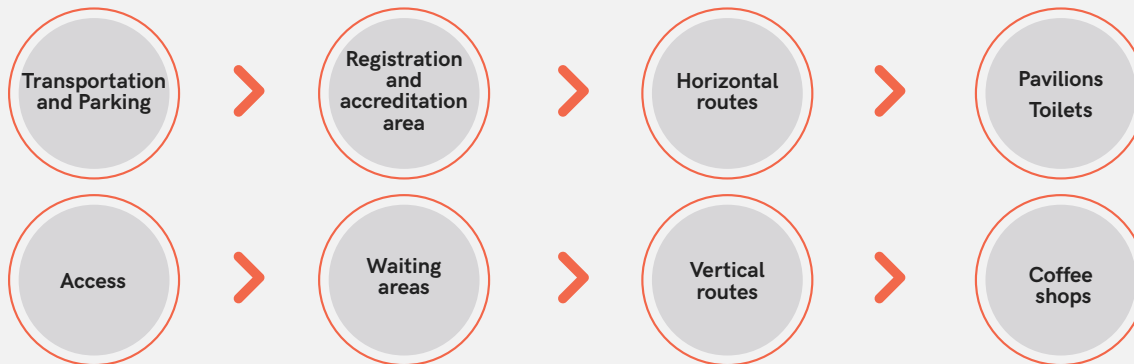 Transportation
and Parking
Registration
and
accreditation
area
Horizontal
routes
Pavilions
Toilets
Access
Waiting
areas
Vertical
routes
Coffee
shops